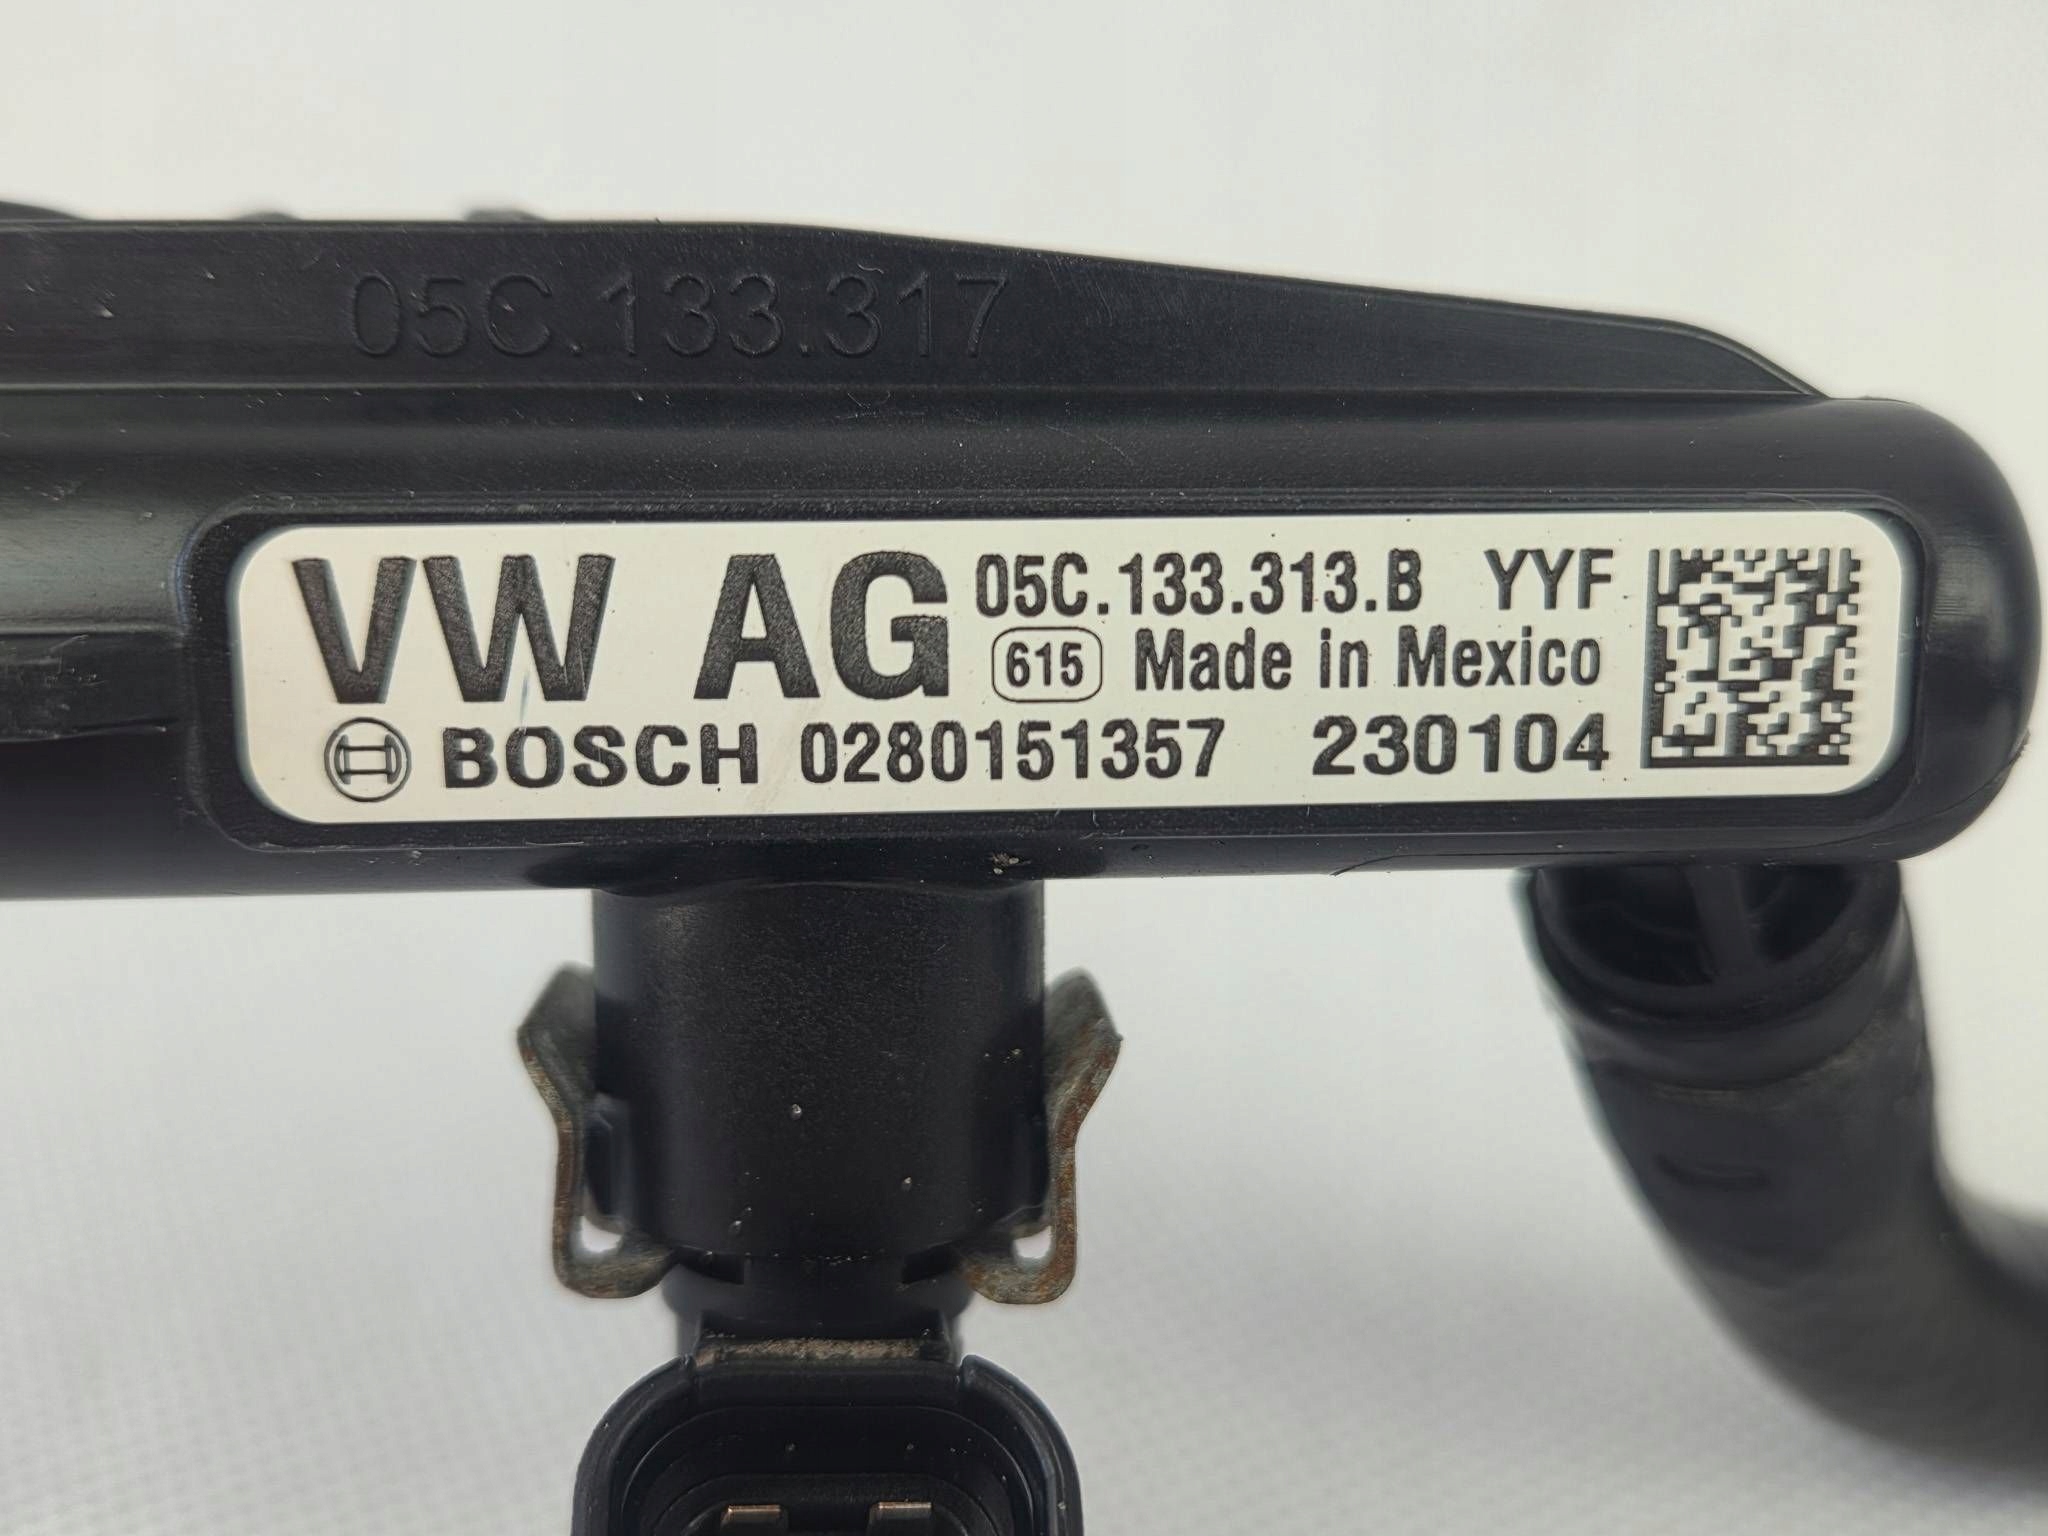 05C.133.317
VW AG 05C.133.313.B YYF
615 Made in Mexico
BOSCH 0280151357 230104